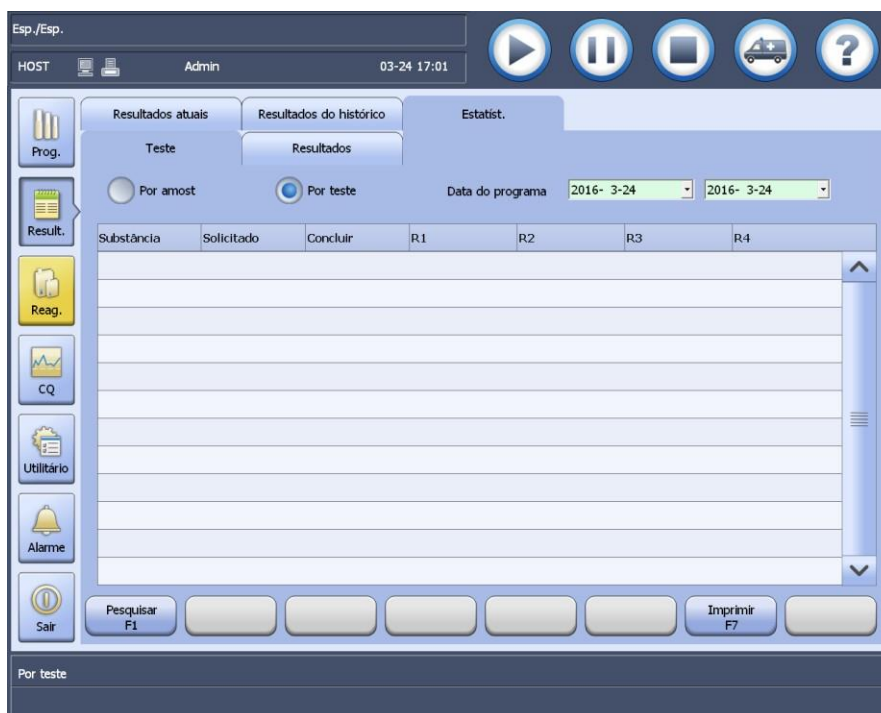 Esp./Esp.
HOST Admin 03-24 17:01
?
Resultados atuais Resultados do histórico Estatíst.
Teste Resultados
Por amost Por teste Data do programa 2016- 3-24 2016- 3-24
Substância Solicitado Concluir R1 R2 R3 R4
Prog.
Result.
Reag.
CQ
Utilitário
Alarme
Sair
Pesquisar
F1
Imprimir
F7
Por teste